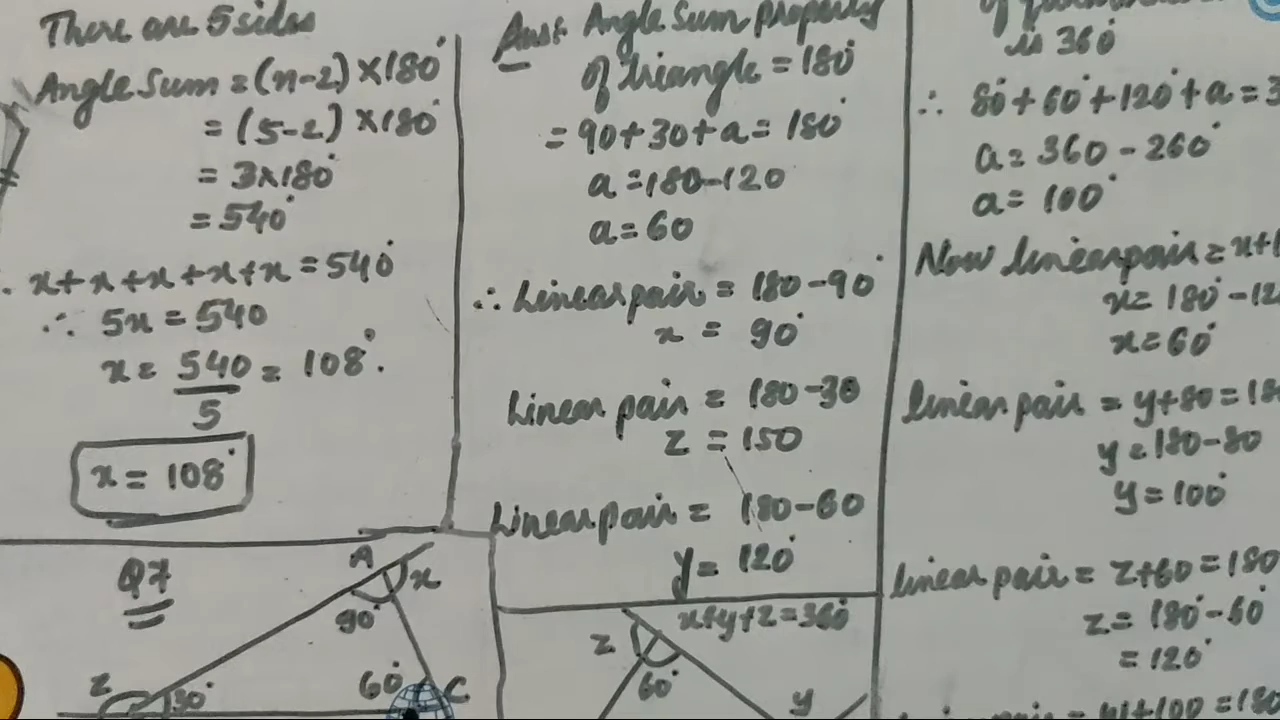 There are 5 sides
Angle Sum = (n-2) × 180°
= (5-2) × 180°
= 3×180°
= 540°
x + x + x + x + x = 540°
∴ 5x = 540
x = 540/5 = 108°.
x = 108°
Q7
A
x
90°
z
30°
60°
C
Ans+ Angle Sum property
of triangle = 180°
= 90 + 30 + a = 180°
a = 180-120
a = 60
∴ Linear pair = 180-90°
x = 90°
Linear pair = 180-30
z = 150
Linear pair = 180-60
y = 120°
x+y+z = 360°
z
60°
y
is 360°
∴ 80° + 60° + 120° + a = 3
a = 360 - 260°
a = 100°
Now linear pair = x+1
x = 180° - 12
x = 60°
linear pair = y+80 = 18
y = 180-80
y = 100°
linear pair = z+60 = 180
z = 180° - 60°
= 120°
= w+100 = 180